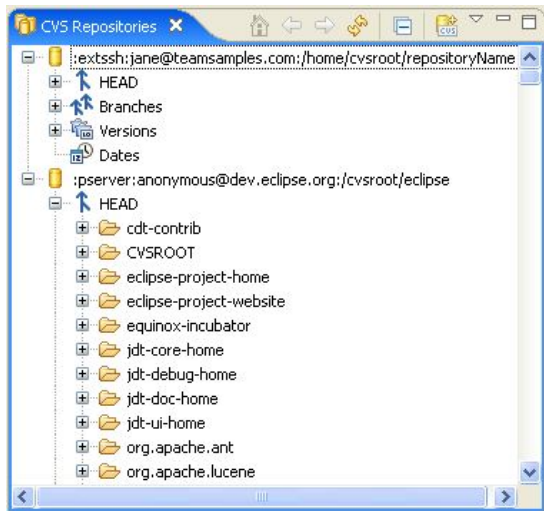 CVS Repositories
CVS
:extssh:jane@teamsamples.com:/home/cvsroot/repositoryName
HEAD
Branches
Versions
Dates
:pserver:anonymous@dev.eclipse.org:/cvsroot/eclipse
HEAD
cdt-contrib
CVSROOT
eclipse-project-home
eclipse-project-website
equinox-incubator
jdt-core-home
jdt-debug-home
jdt-doc-home
jdt-ui-home
org.apache.ant
org.apache.lucene